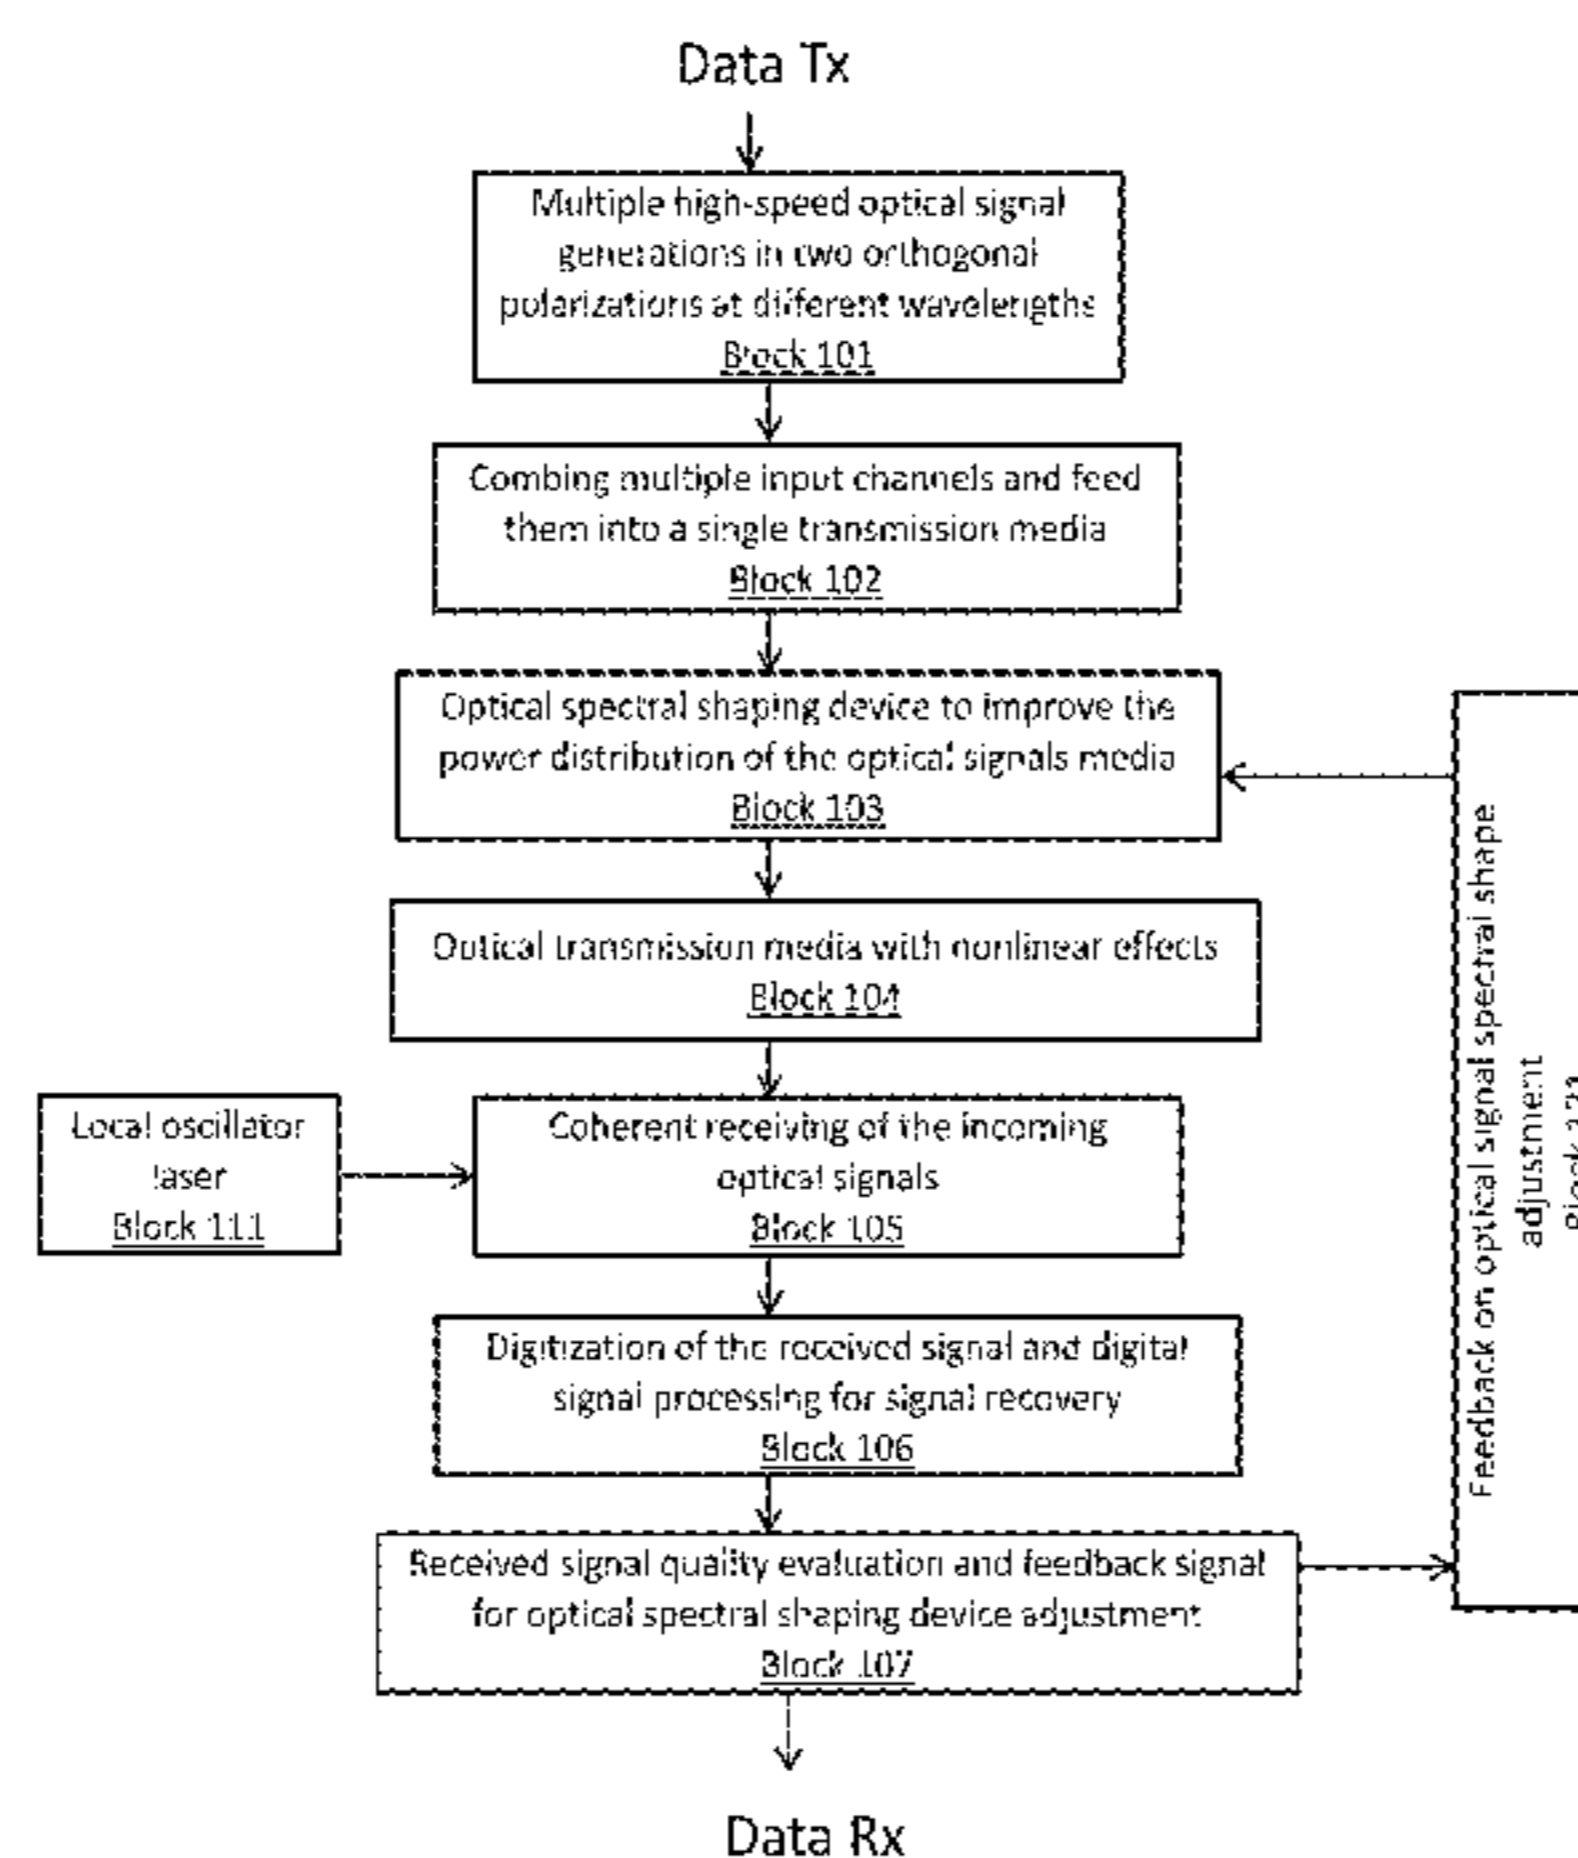 Data Tx
Multiple high-speed optical signal
generations in two orthogonal
polarizations at different wavelengths
Block 101
Combing multiple input channels and feed
them into a single transmission media
Block 102
Optical spectral shaping device to improve the
power distribution of the optical signals media
Block 103
Optical transmission media with nonlinear effects
Block 104
Local oscillator
laser
Block 111
Coherent receiving of the incoming
optical signals
Block 105
Digitization of the received signal and digital
signal processing for signal recovery
Block 106
Received signal quality evaluation and feedback signal
for optical spectral shaping device adjustment
Block 107
Feedback on optical signal spectral shape
adjustment
Data Rx